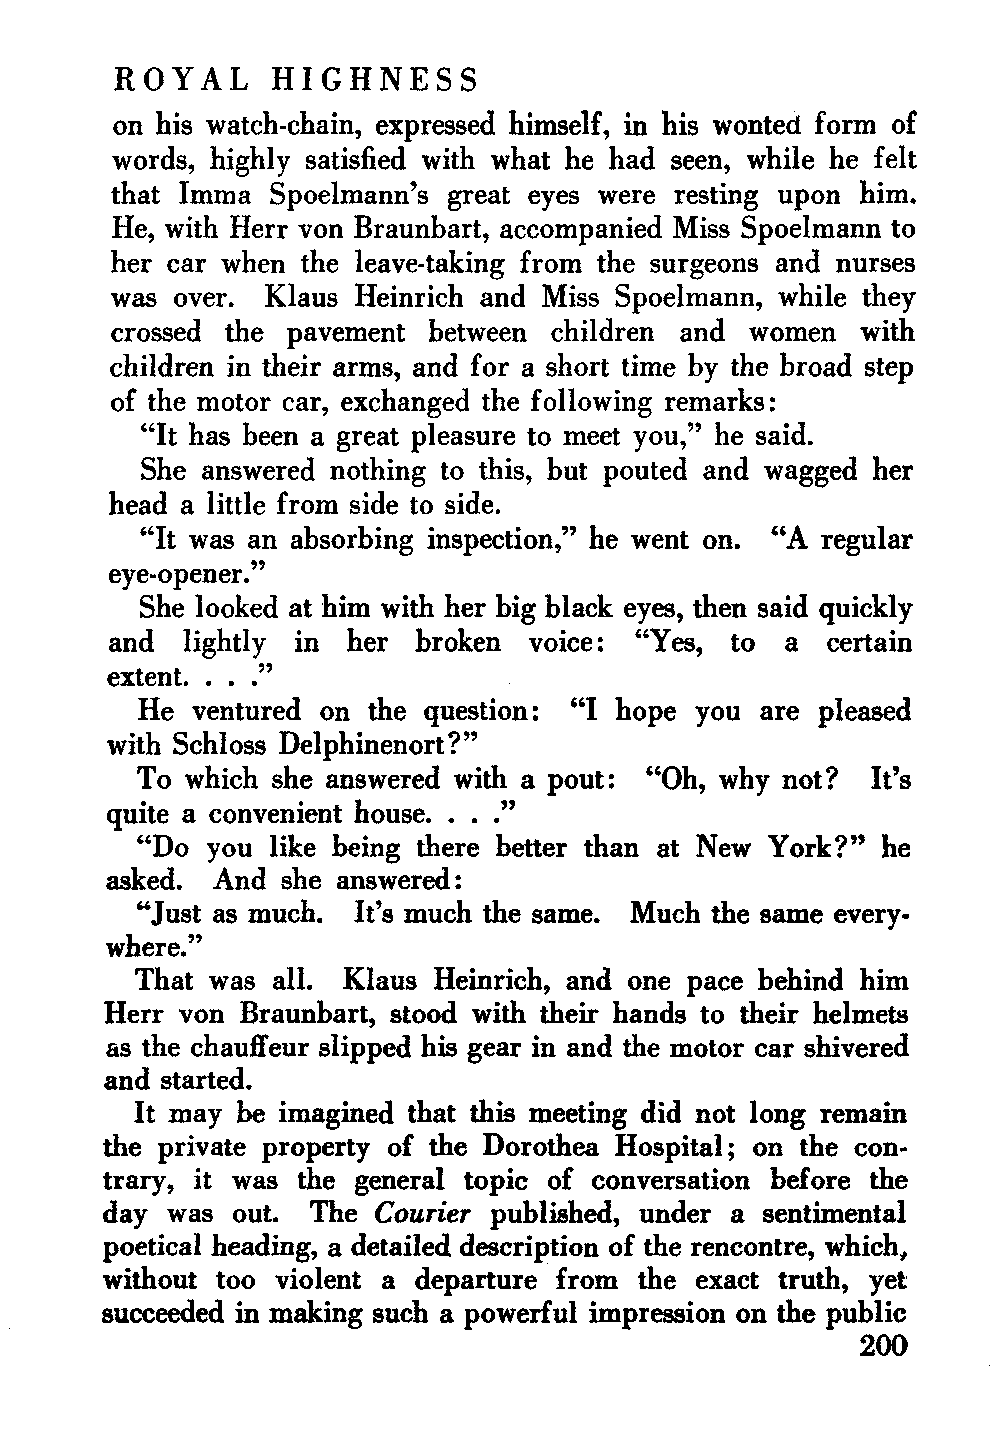 ROYAL HIGHNESS
on his watch-chain, expressed himself, in his wonted form of
words, highly satisfied with what he had seen, while he felt
that Imma Spoelmann's great eyes were resting upon him.
He, with Herr von Braunbart, accompanied Miss Spoelmann to
her car when the leave-taking from the surgeons and nurses
was over. Klaus Heinrich and Miss Spoelmann, while they
crossed the pavement between children and women with
children in their arms, and for a short time by the broad step
of the motor car, exchanged the following remarks:
“It has been a great pleasure to meet you,” he said.
She answered nothing to this, but pouted and wagged her
head a little from side to side.
“It was an absorbing inspection,” he went on. “A regular
eye-opener.”
She looked at him with her big black eyes, then said quickly
and lightly in her broken voice: “Yes, to a certain
extent. . . .”
He ventured on the question: “I hope you are pleased
with Schloss Delphinenort?”
To which she answered with a pout: “Oh, why not? It's
quite a convenient house. . . .”
“Do you like being there better than at New York?” he
asked. And she answered:
“Just as much. It's much the same. Much the same every-
where.”
That was all. Klaus Heinrich, and one pace behind him
Herr von Braunbart, stood with their hands to their helmets
as the chauffeur slipped his gear in and the motor car shivered
and started.
It may be imagined that this meeting did not long remain
the private property of the Dorothea Hospital; on the con-
trary, it was the general topic of conversation before the
day was out. The Courier published, under a sentimental
poetical heading, a detailed description of the rencontre, which,
without too violent a departure from the exact truth, yet
succeeded in making such a powerful impression on the public
200